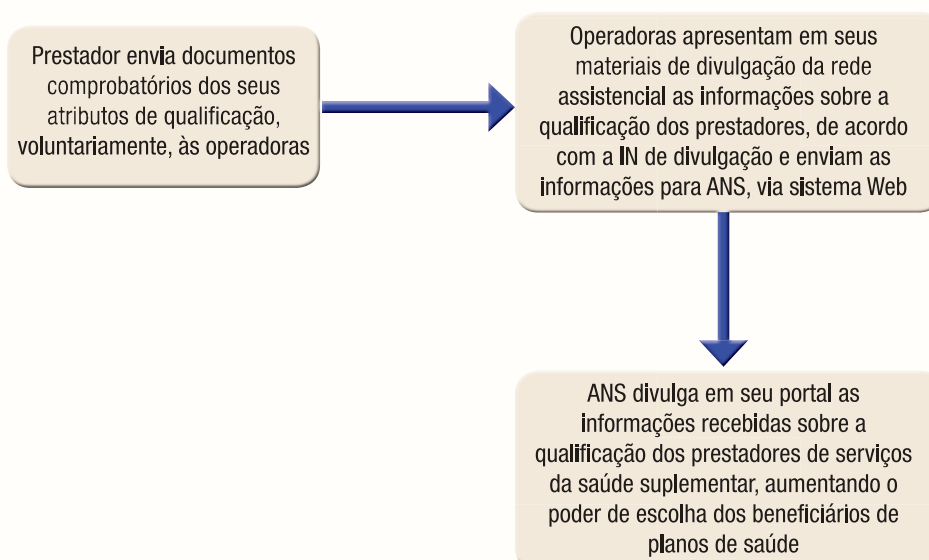 Prestador envia documentos
comprobatórios dos seus
atributos de qualificação,
voluntariamente, às operadoras
Operadoras apresentam em seus
materiais de divulgação da rede
assistencial as informações sobre a
qualificação dos prestadores, de acordo
com a IN de divulgação e enviam as
informações para ANS, via sistema Web
ANS divulga em seu portal as
informações recebidas sobre a
qualificação dos prestadores de serviços
da saúde suplementar, aumentando o
poder de escolha dos beneficiários de
planos de saúde